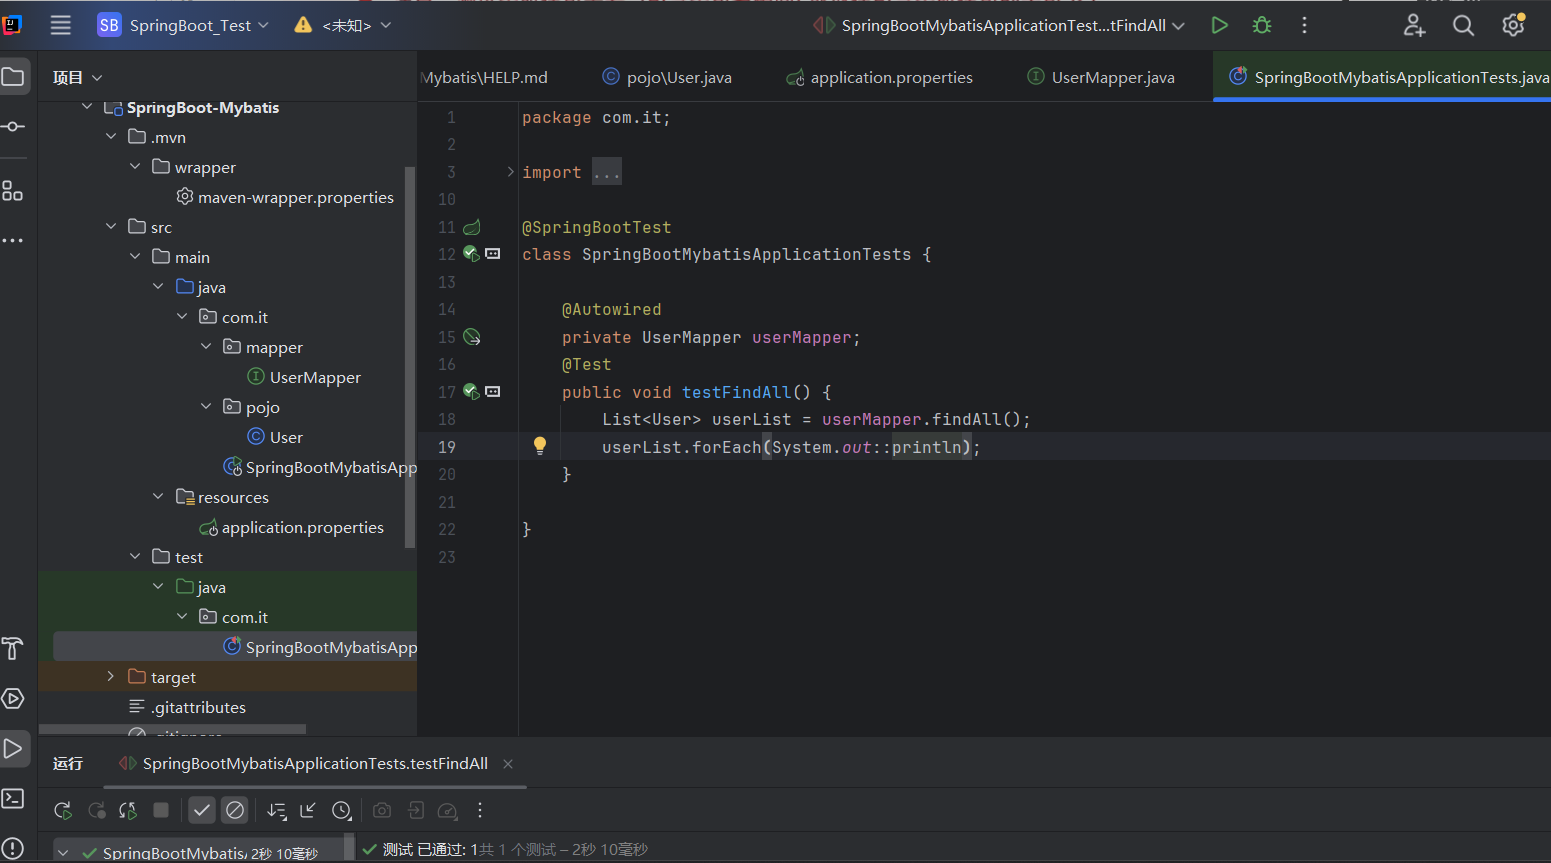 SB SpringBoot_Test <未知> SpringBootMybatisApplicationTest...tFindAll
项目
Mybatis\HELP.md pojo\User.java application.properties UserMapper.java SpringBootMybatisApplicationTests.java
SpringBoot-Mybatis
.mvn
wrapper
maven-wrapper.properties
src
main
java
com.it
mapper
UserMapper
pojo
User
SpringBootMybatisApp
resources
application.properties
test
java
com.it
SpringBootMybatisApp
target
.gitattributes
1 package com.it;
2
3 import ...
10
11 @SpringBootTest
12 class SpringBootMybatisApplicationTests {
13
14 @Autowired
15 private UserMapper userMapper;
16 @Test
17 public void testFindAll() {
18 List<User> userList = userMapper.findAll();
19 userList.forEach(System.out::println);
20 }
21
22 }
23
运行 SpringBootMybatisApplicationTests.testFindAll
SpringBootMybatis 2秒 10毫秒 测试 已通过: 1共 1 个测试 – 2秒 10毫秒